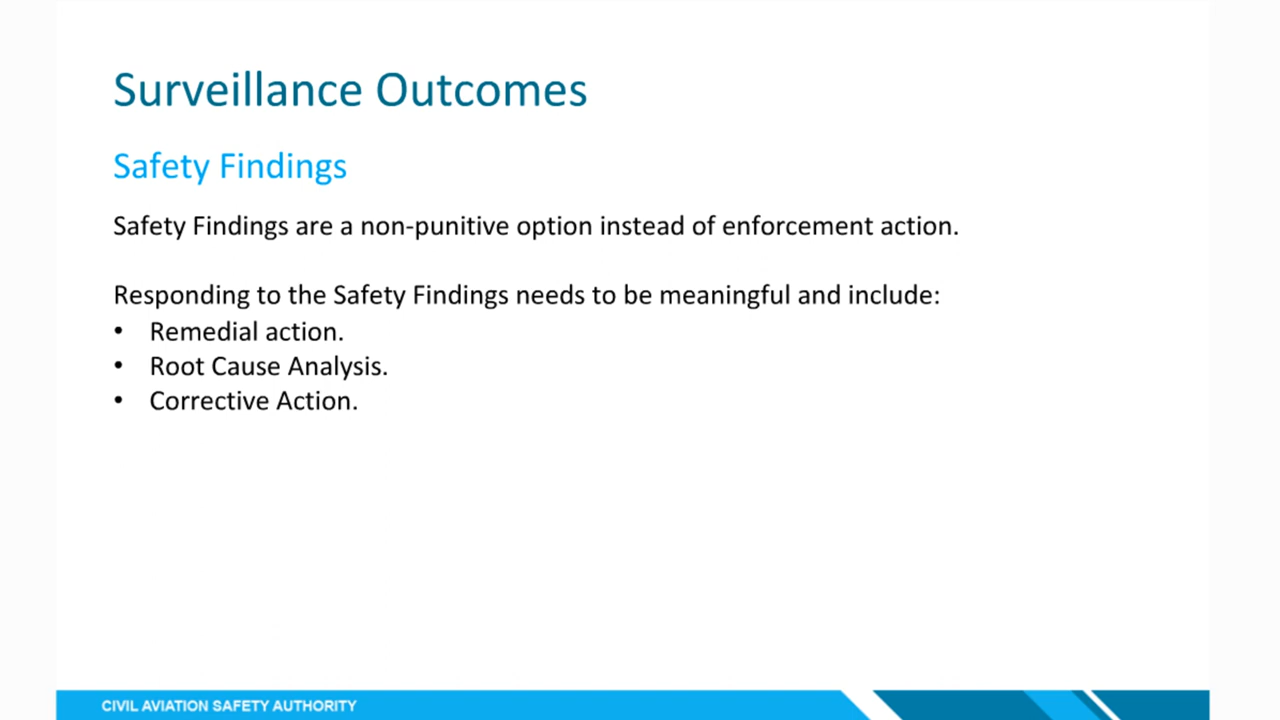 Surveillance Outcomes
Safety Findings
Safety Findings are a non-punitive option instead of enforcement action.
Responding to the Safety Findings needs to be meaningful and include:
• Remedial action.
• Root Cause Analysis.
• Corrective Action.
CIVIL AVIATION SAFETY AUTHORITY